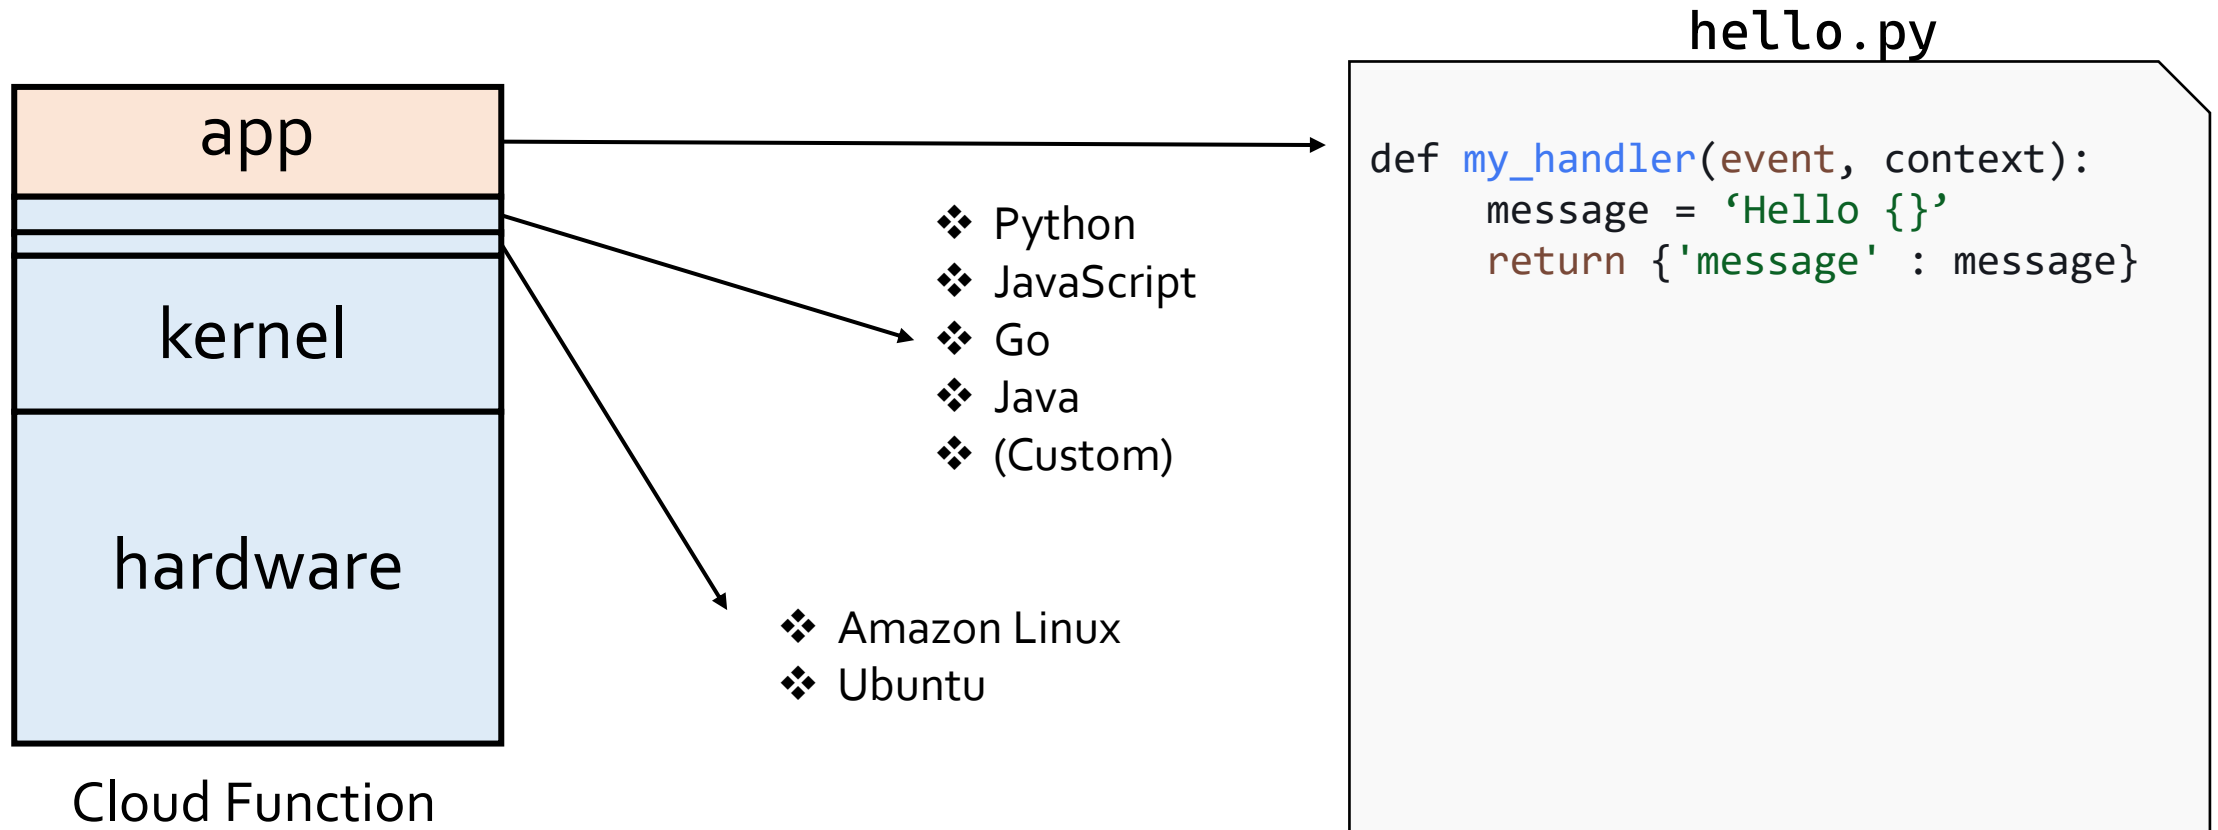 hello.py
app
kernel
hardware
Cloud Function
❖ Python
❖ JavaScript
❖ Go
❖ Java
❖ (Custom)
❖ Amazon Linux
❖ Ubuntu
def my_handler(event, context):
    message = ‘Hello {}’
    return {'message' : message}